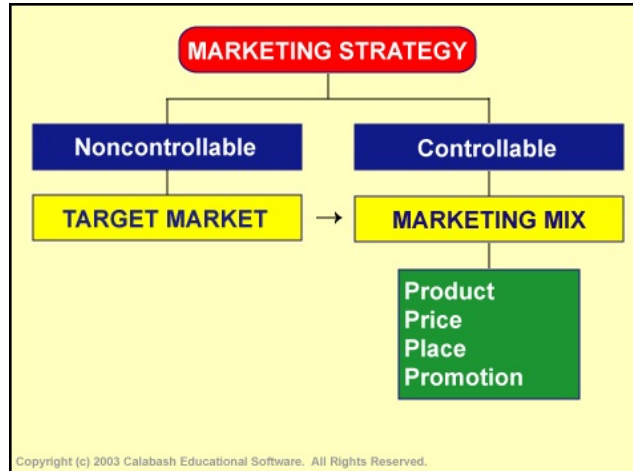 MARKETING STRATEGY
Noncontrollable
Controllable
TARGET MARKET
MARKETING MIX
Product
Price
Place
Promotion
Copyright (c) 2003 Calabash Educational Software. All Rights Reserved.